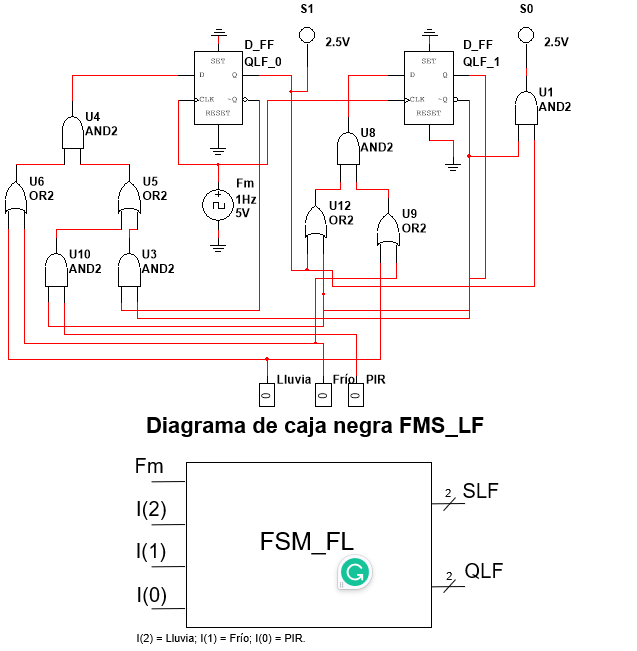 S1
S0
2.5V
2.5V
D_FF
QLF_0
D_FF
QLF_1
SET
D
Q
CLK
~Q
RESET
SET
D
Q
CLK
~Q
RESET
U1
AND2
U4
AND2
U8
AND2
U6
OR2
U5
OR2
Fm
1Hz
5V
U12
OR2
U9
OR2
U10
AND2
U3
AND2
Lluvia
Frío
PIR
0
0
0
Diagrama de caja negra FMS_LF
Fm
I(2)
I(1)
I(0)
FSM_FL
2
SLF
2
QLF
I(2) = Lluvia; I(1) = Frío; I(0) = PIR.